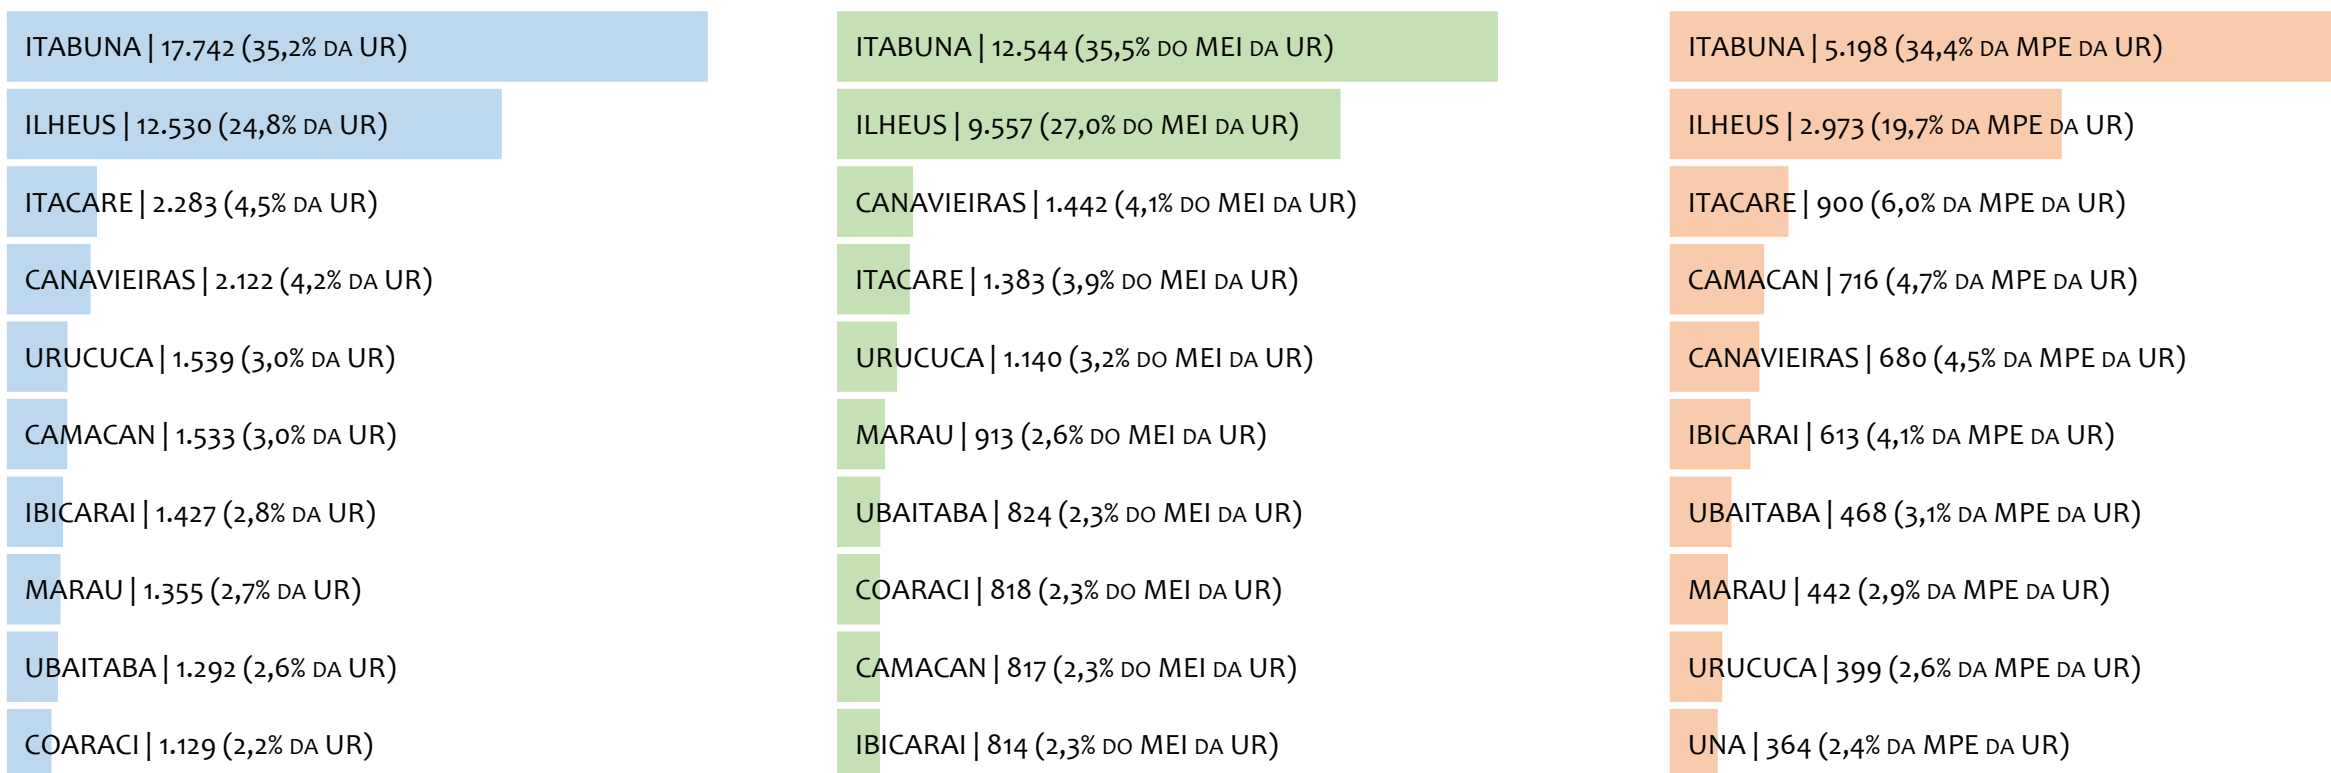 ITABUNA | 17.742 (35,2% DA UR)
ILHEUS | 12.530 (24,8% DA UR)
ITACARE | 2.283 (4,5% DA UR)
CANAVIEIRAS | 2.122 (4,2% DA UR)
URUCUCA | 1.539 (3,0% DA UR)
CAMACAN | 1.533 (3,0% DA UR)
IBICARAI | 1.427 (2,8% DA UR)
MARAU | 1.355 (2,7% DA UR)
UBAITABA | 1.292 (2,6% DA UR)
COARACI | 1.129 (2,2% DA UR)
ITABUNA | 12.544 (35,5% DO MEI DA UR)
ILHEUS | 9.557 (27,0% DO MEI DA UR)
CANAVIEIRAS | 1.442 (4,1% DO MEI DA UR)
ITACARE | 1.383 (3,9% DO MEI DA UR)
URUCUCA | 1.140 (3,2% DO MEI DA UR)
MARAU | 913 (2,6% DO MEI DA UR)
UBAITABA | 824 (2,3% DO MEI DA UR)
COARACI | 818 (2,3% DO MEI DA UR)
CAMACAN | 817 (2,3% DO MEI DA UR)
IBICARAI | 814 (2,3% DO MEI DA UR)
ITABUNA | 5.198 (34,4% DA MPE DA UR)
ILHEUS | 2.973 (19,7% DA MPE DA UR)
ITACARE | 900 (6,0% DA MPE DA UR)
CAMACAN | 716 (4,7% DA MPE DA UR)
CANAVIEIRAS | 680 (4,5% DA MPE DA UR)
IBICARAI | 613 (4,1% DA MPE DA UR)
UBAITABA | 468 (3,1% DA MPE DA UR)
MARAU | 442 (2,9% DA MPE DA UR)
URUCUCA | 399 (2,6% DA MPE DA UR)
UNA | 364 (2,4% DA MPE DA UR)